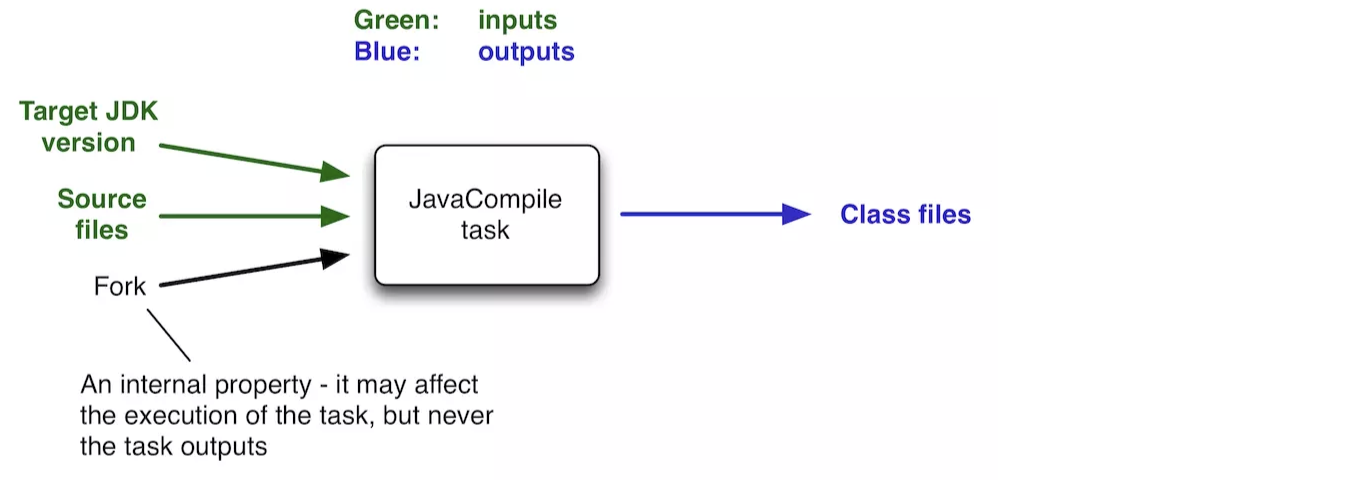 Green: inputs
Blue: outputs
Target JDK
version
Source
files
Fork
JavaCompile
task
Class files
An internal property - it may affect
the execution of the task, but never
the task outputs